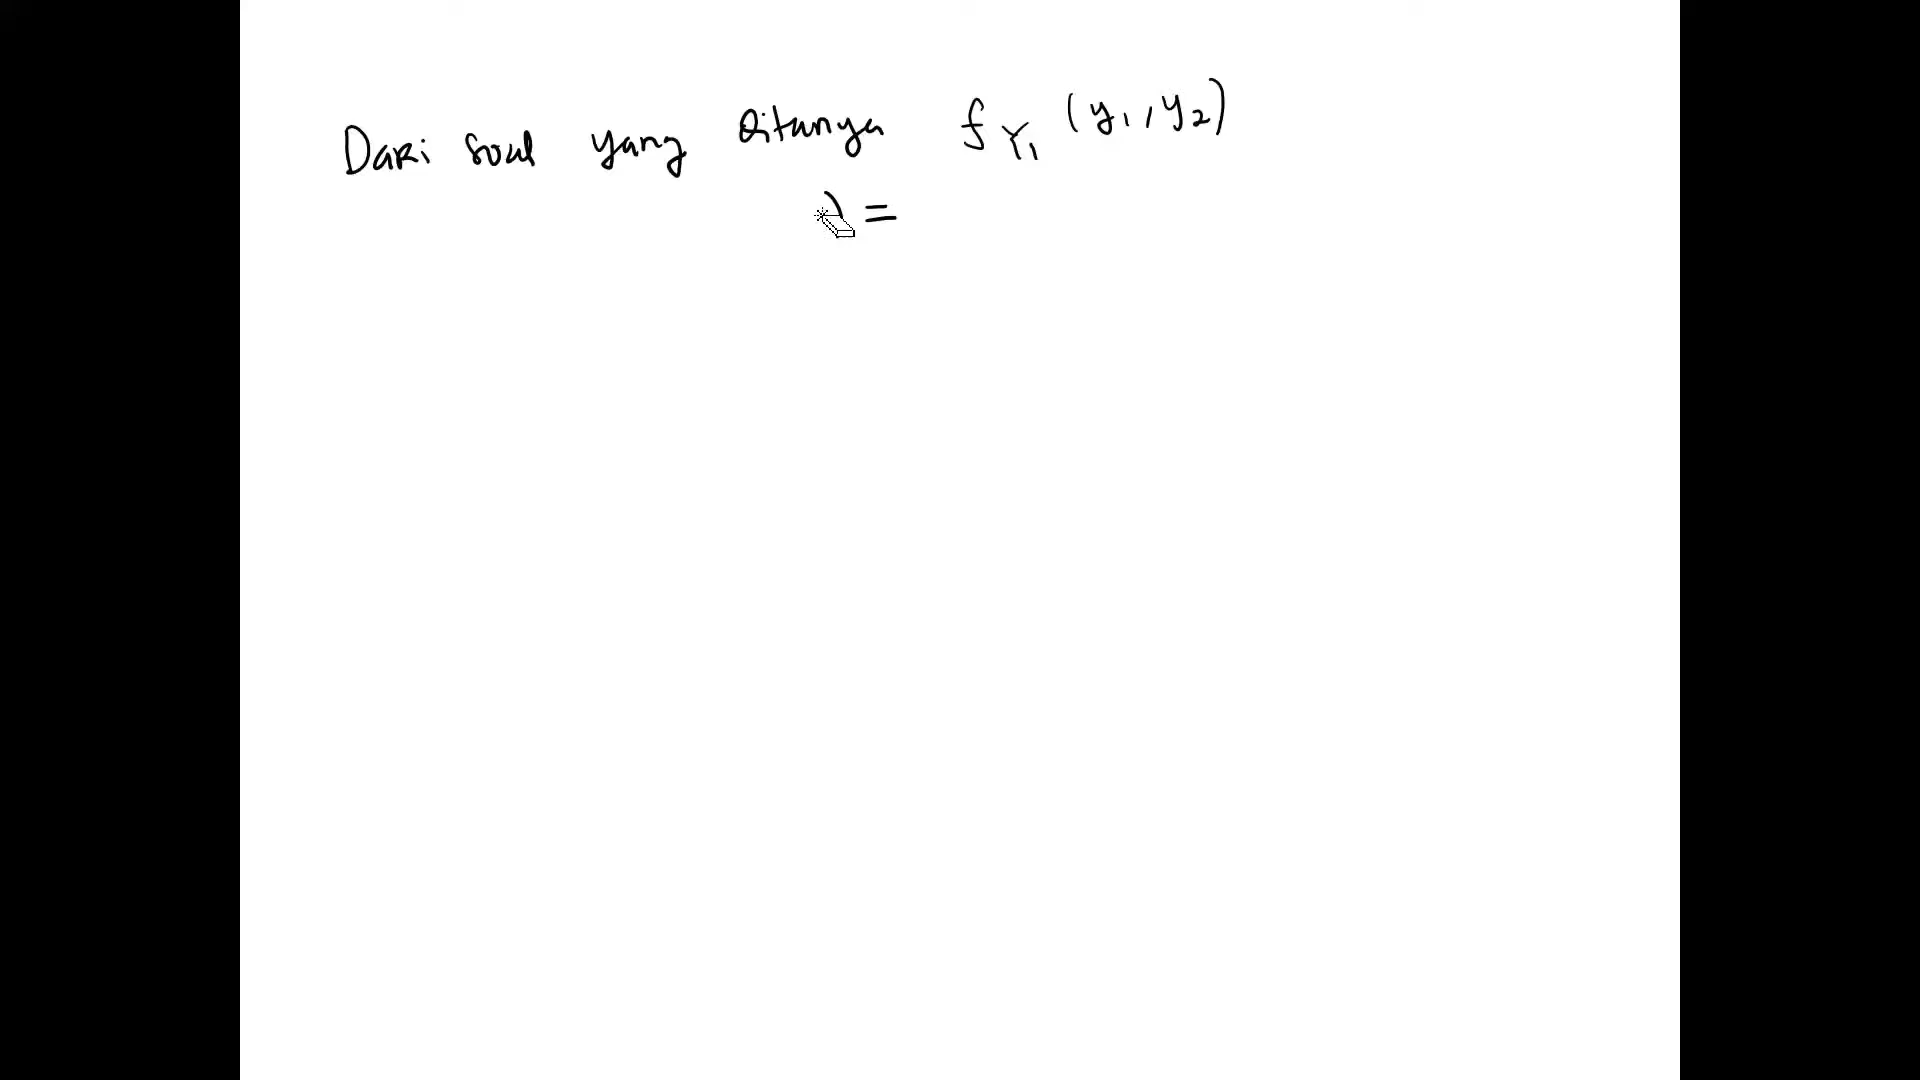 Dari soal yang ditanya f Y₁ (y₁, y₂)
=